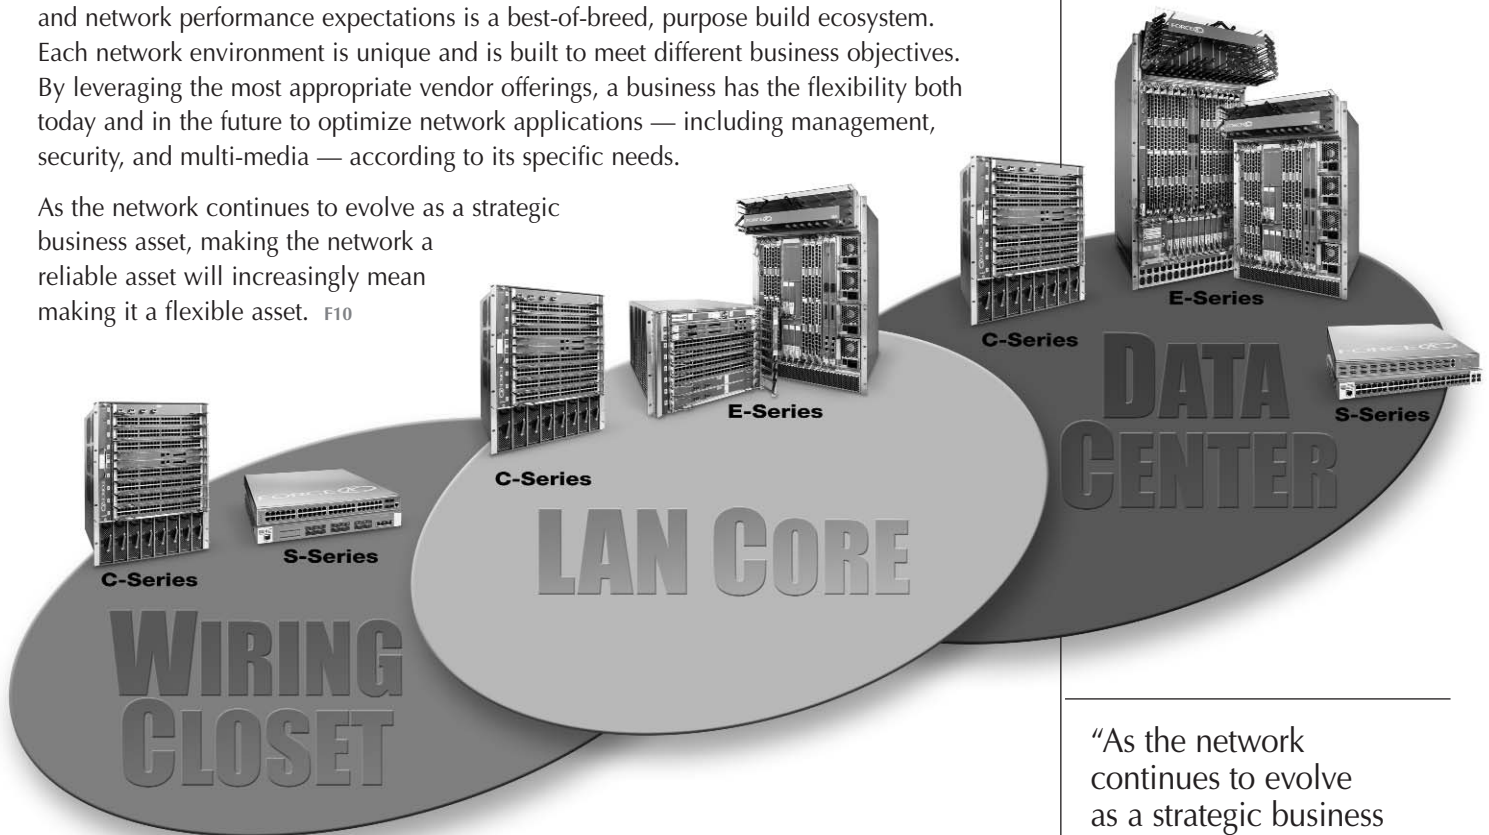 and network performance expectations is a best-of-breed, purpose build ecosystem.
Each network environment is unique and is built to meet different business objectives.
By leveraging the most appropriate vendor offerings, a business has the flexibility both
today and in the future to optimize network applications — including management,
security, and multi-media — according to its specific needs.
As the network continues to evolve as a strategic
business asset, making the network a
reliable asset will increasingly mean
making it a flexible asset. F10
C-Series
S-Series
WIRING
CLOSET
C-Series
E-Series
LAN CORE
C-Series
E-Series
S-Series
DATA
CENTER
FORCE10
“As the network
continues to evolve
as a strategic business